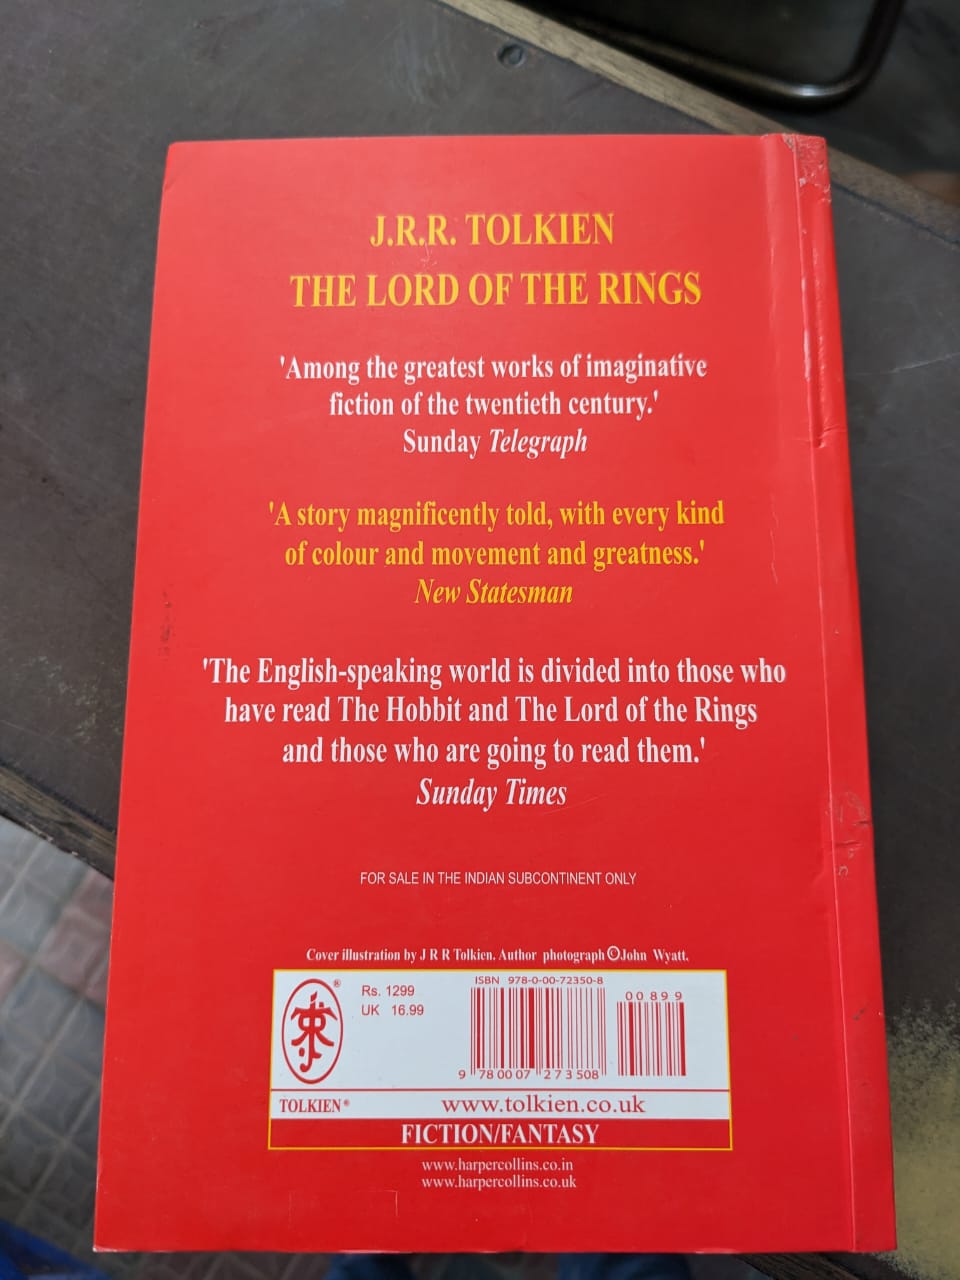 J.R.R. TOLKIEN
THE LORD OF THE RINGS
'Among the greatest works of imaginative
fiction of the twentieth century.'
Sunday Telegraph
'A story magnificently told, with every kind
of colour and movement and greatness.'
New Statesman
'The English-speaking world is divided into those who
have read The Hobbit and The Lord of the Rings
and those who are going to read them.'
Sunday Times
FOR SALE IN THE INDIAN SUBCONTINENT ONLY
Cover illustration by J R R Tolkien. Author photograph ©John Wyatt.
ISBN 978-0-00-72350-8
Rs. 1299
UK 16.99
00899
9 780007 273508
TOLKIEN®
www.tolkien.co.uk
FICTION/FANTASY
www.harpercollins.co.in
www.harpercollins.co.uk